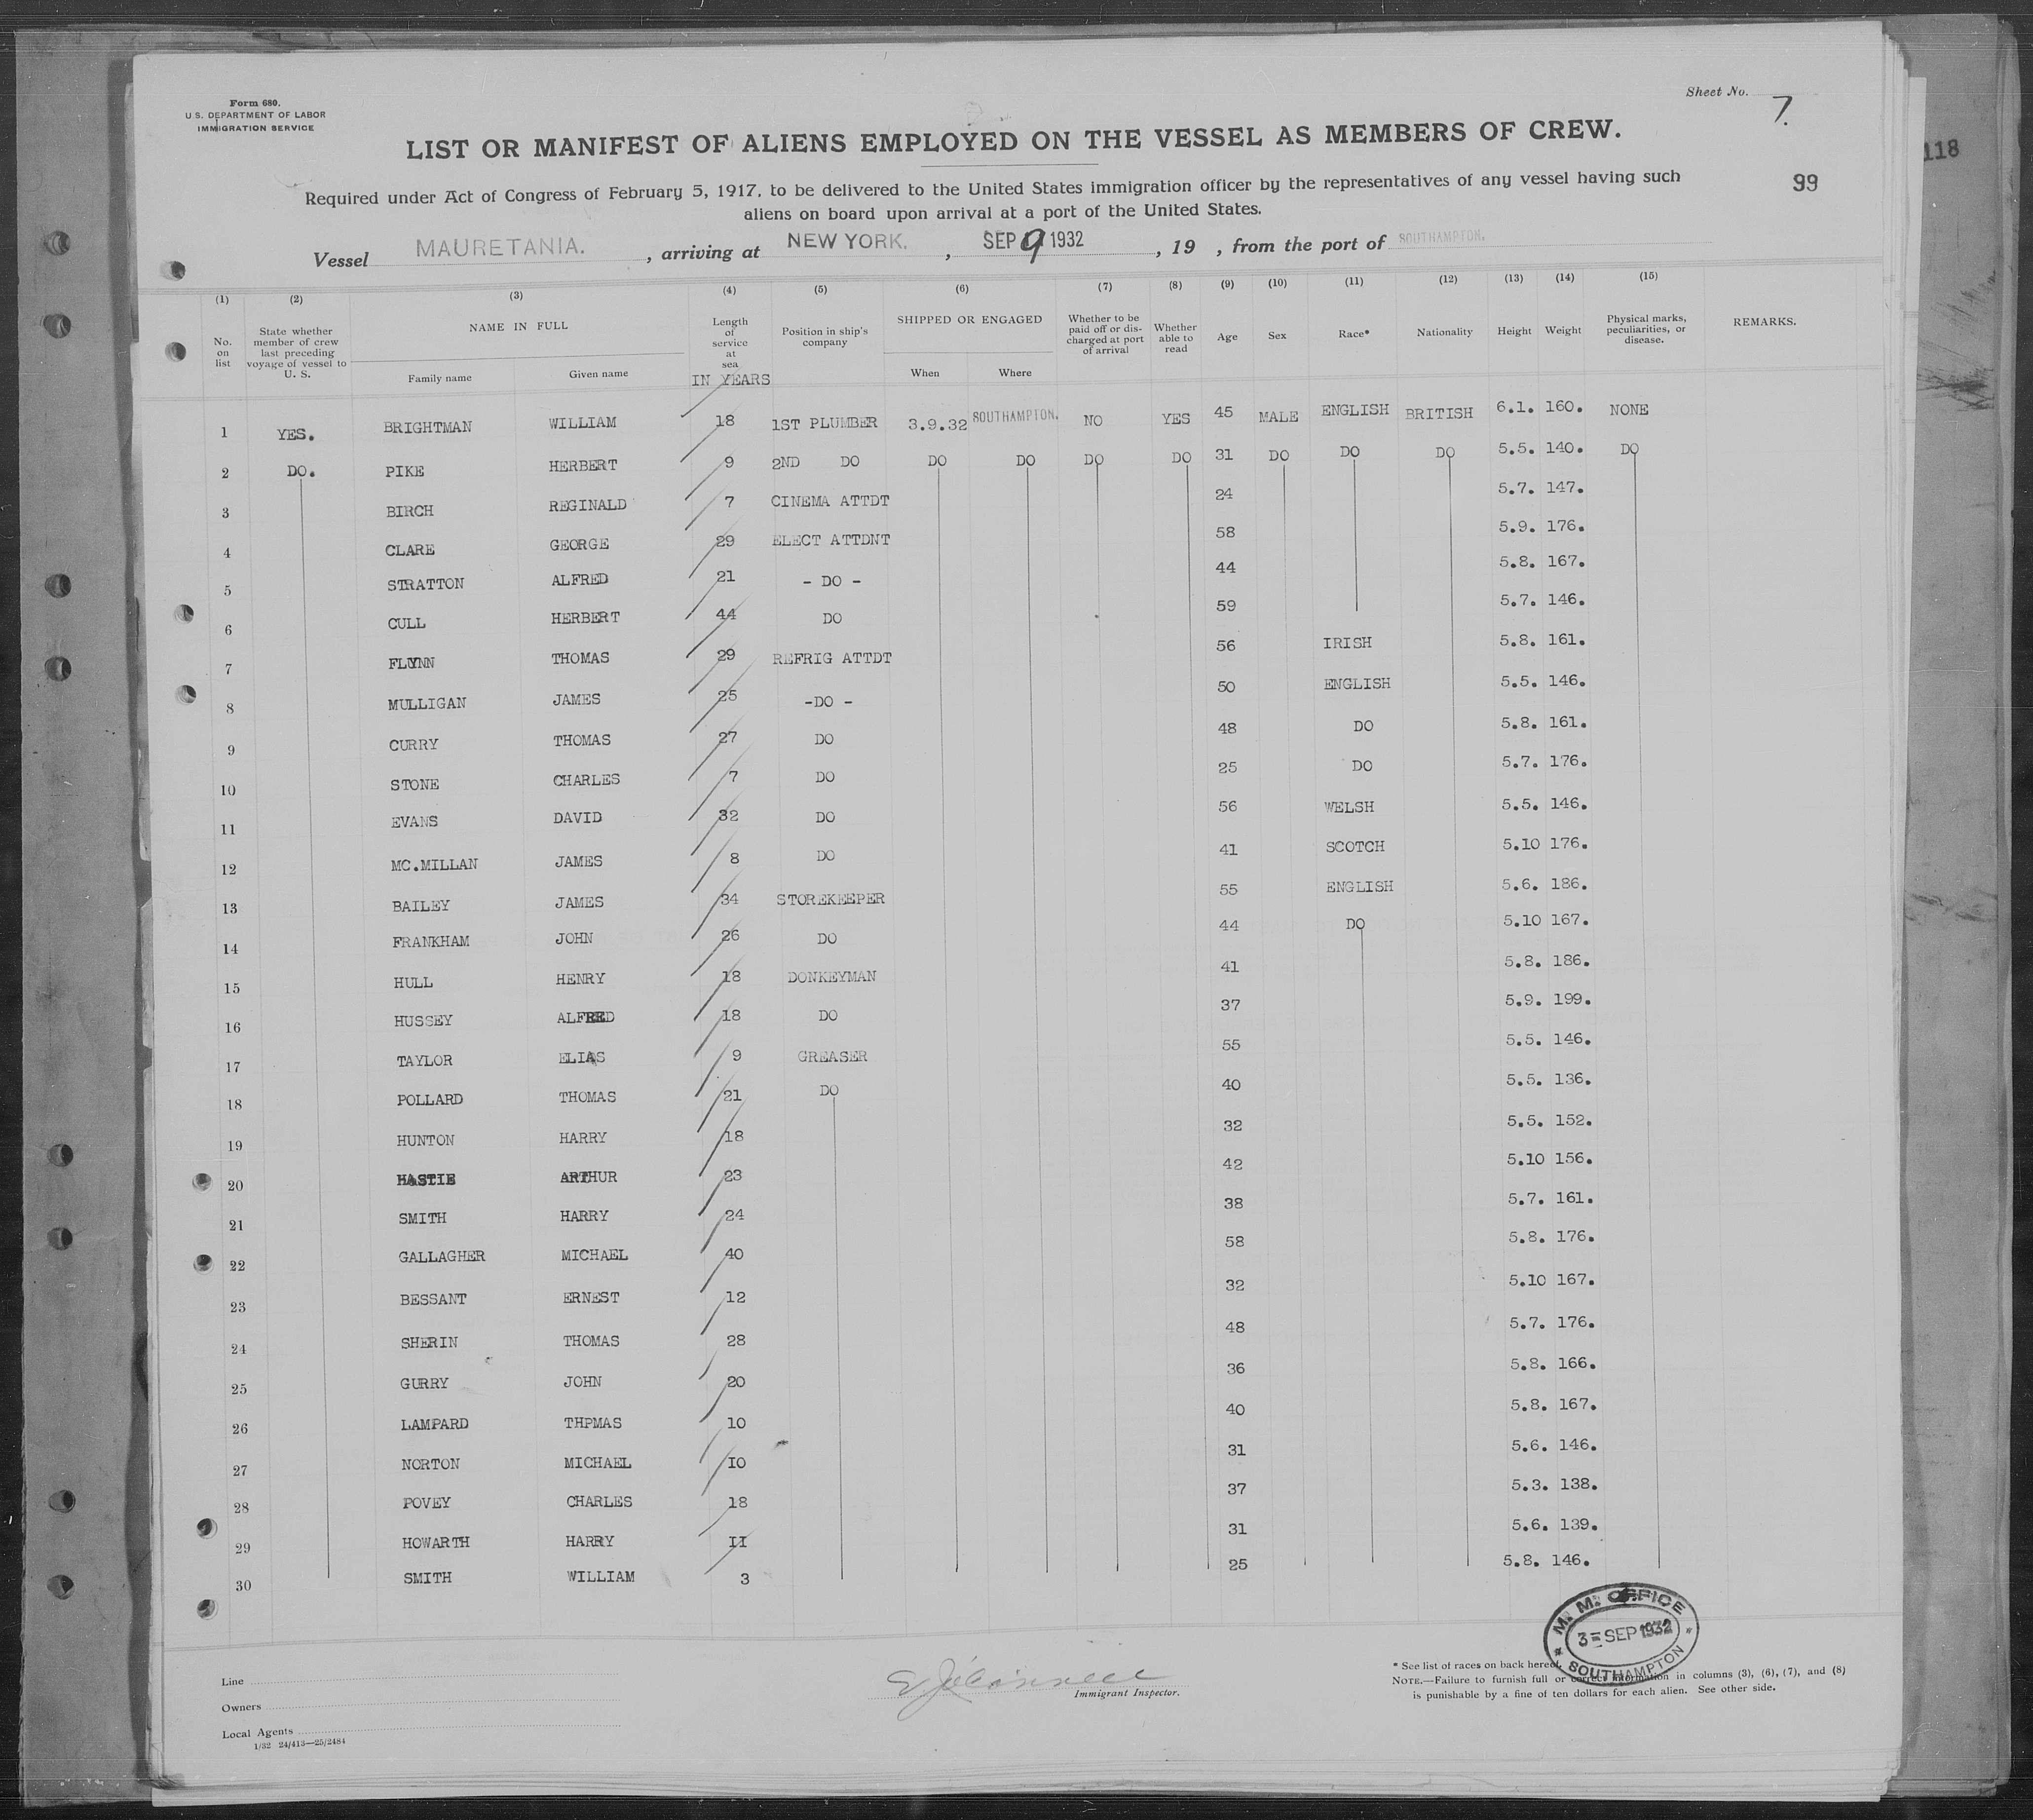 Form 680.
U.S. DEPARTMENT OF LABOR
IMMIGRATION SERVICE
Sheet No. 7.
LIST OR MANIFEST OF ALIENS EMPLOYED ON THE VESSEL AS MEMBERS OF CREW.
118
99
Required under Act of Congress of February 5, 1917, to be delivered to the United States immigration officer by the representatives of any vessel having such
aliens on board upon arrival at a port of the United States.
Vessel MAURETANIA. , arriving at NEW YORK. , SEP 9 1932 , 19 , from the port of SOUTHAMPTON.
(1) (2) (3) (4) (5) (6) (7) (8) (9) (10) (11) (12) (13) (14) (15)
No. on list State whether member of crew last preceding voyage of vessel to U. S. NAME IN FULL Family name Given name Length of service at sea IN YEARS Position in ship's company SHIPPED OR ENGAGED When Where Whether to be paid off or discharged at port of arrival Whether able to read Age Sex Race* Nationality Height Weight Physical marks, peculiarities, or disease. REMARKS.
1 YES. BRIGHTMAN WILLIAM 18 1ST PLUMBER 3.9.32 SOUTHAMPTON. NO YES 45 MALE ENGLISH BRITISH 6.1. 160. NONE
2 DO. PIKE HERBERT 9 2ND DO DO DO DO DO 31 DO DO DO 5.5. 140. DO
3 BIRCH REGINALD 7 CINEMA ATTDT 24 5.7. 147.
4 CLARE GEORGE 29 ELECT ATTDNT 58 5.9. 176.
5 STRATTON ALFRED 21 - DO - 44 5.8. 167.
6 CULL HERBERT 44 DO 59 5.7. 146.
7 FLYNN THOMAS 29 REFRIG ATTDT 56 IRISH 5.8. 161.
8 MULLIGAN JAMES 25 -DO - 50 ENGLISH 5.5. 146.
9 CURRY THOMAS 27 DO 48 DO 5.8. 161.
10 STONE CHARLES 7 DO 25 DO 5.7. 176.
11 EVANS DAVID 32 DO 56 WELSH 5.5. 146.
12 MC.MILLAN JAMES 8 DO 41 SCOTCH 5.10 176.
13 BAILEY JAMES 34 STOREKEEPER 55 ENGLISH 5.6. 186.
14 FRANKHAM JOHN 26 DO 44 DO 5.10 167.
15 HULL HENRY 18 DONKEYMAN 41 5.8. 186.
16 HUSSEY ALFRED 18 DO 37 5.9. 199.
17 TAYLOR ELIAS 9 GREASER 55 5.5. 146.
18 POLLARD THOMAS 21 DO 40 5.5. 136.
19 HUNTON HARRY 18 32 5.5. 152.
20 HASTIE ARTHUR 23 42 5.10 156.
21 SMITH HARRY 24 38 5.7. 161.
22 GALLAGHER MICHAEL 40 58 5.8. 176.
23 BESSANT ERNEST 12 32 5.10 167.
24 SHERIN THOMAS 28 48 5.7. 176.
25 GURRY JOHN 20 36 5.8. 166.
26 LAMPARD THPMAS 10 40 5.8. 167.
27 NORTON MICHAEL IO 31 5.6. 146.
28 POVEY CHARLES 18 37 5.3. 138.
29 HOWARTH HARRY II 31 5.6. 139.
30 SMITH WILLIAM 3 25 5.8. 146.
M. M. OFFICE
3 - SEP 1932
SOUTHAMPTON
Line
Owners
Local Agents
1/32 24/413—25/2484
Immigrant Inspector.
* See list of races on back hereof.
NOTE.—Failure to furnish full or correct information in columns (3), (6), (7), and (8)
is punishable by a fine of ten dollars for each alien. See other side.